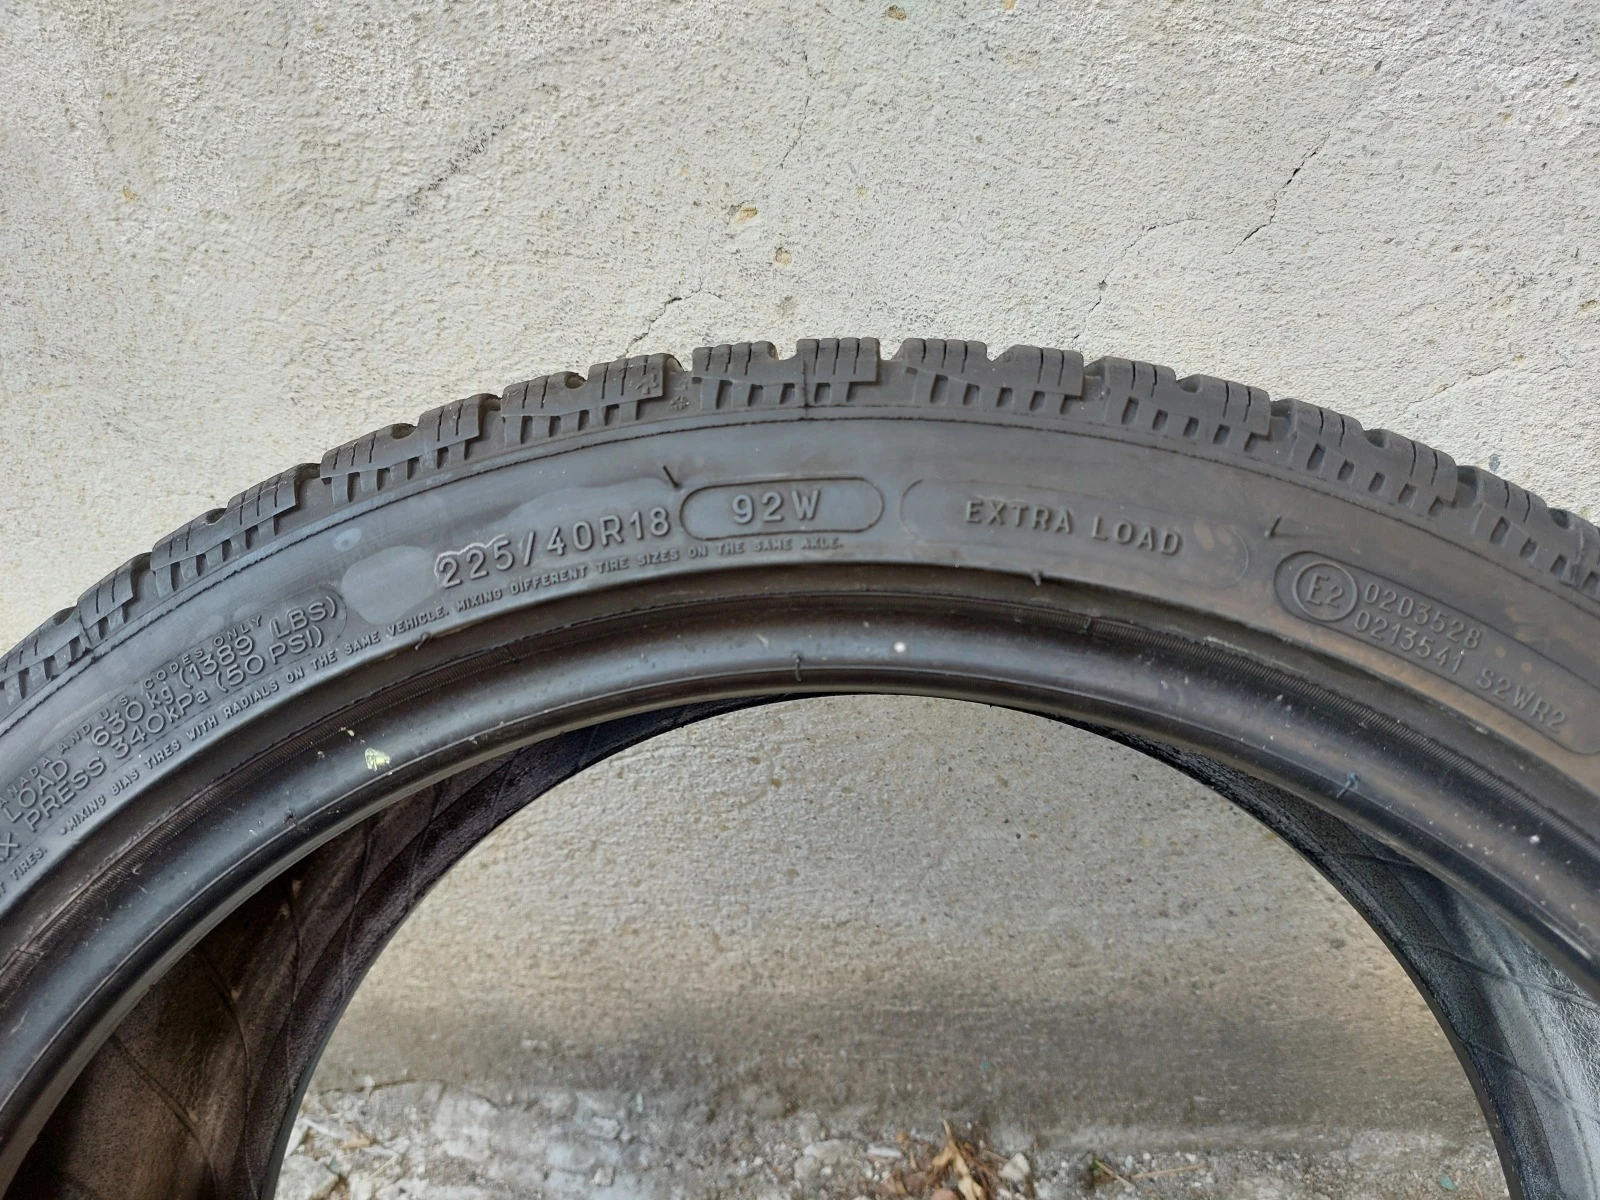 225/40R18 92W EXTRA LOAD
E2 0203528
0213541 S2WR2
AND U.S. CODES ONLY
LOAD 630kg (1389 LBS)
PRESS 340kPa (50 PSI)
TIRES. *MIXING BIAS TIRES WITH RADIALS ON THE SAME VEHICLE. MIXING DIFFERENT TIRE SIZES ON THE SAME AXLE.